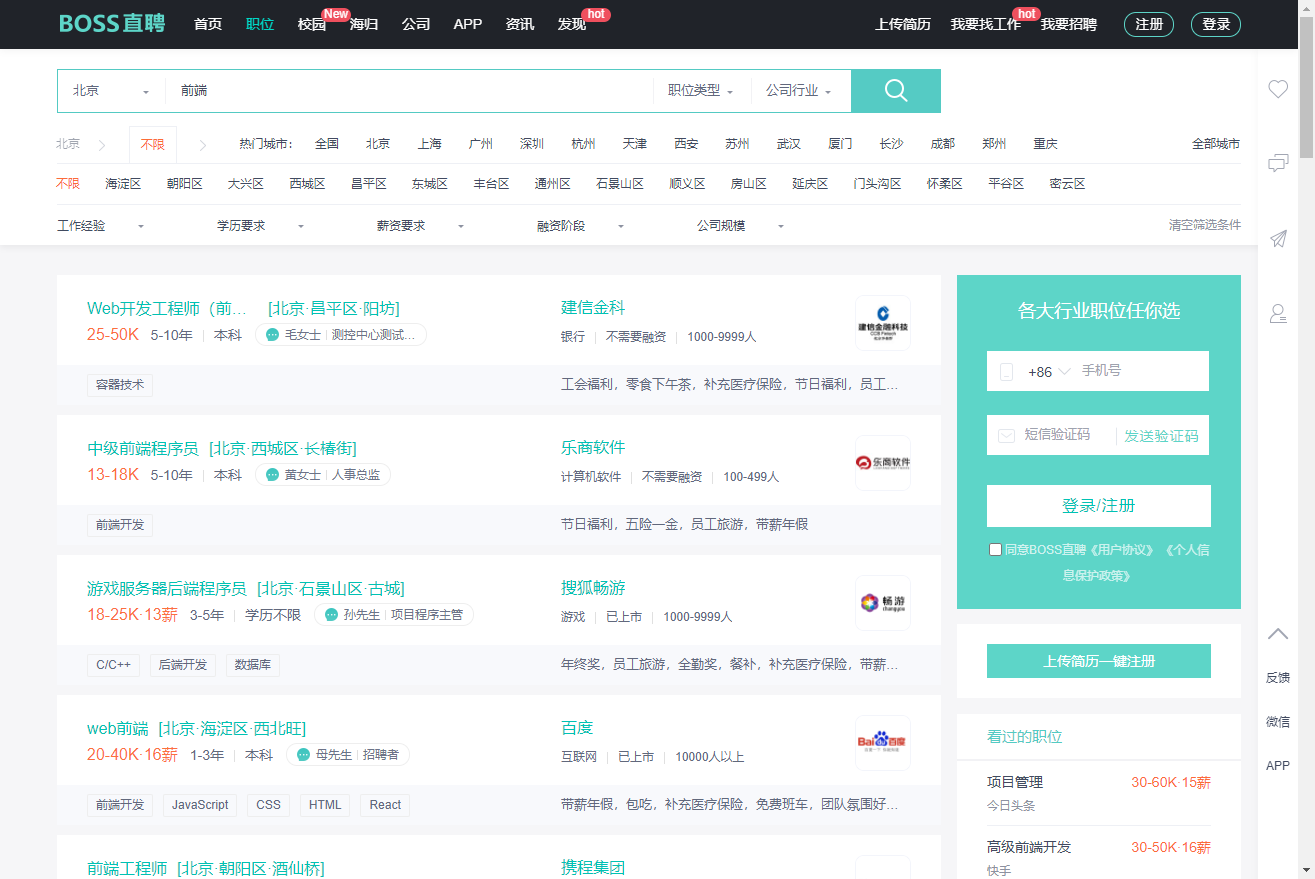 BOSS直聘 首页 职位 校园 New 海归 公司 APP 资讯 发现 hot 上传简历 我要找工作 hot 我要招聘 注册 登录
北京 前端 职位类型 公司行业
北京 不限 热门城市： 全国 北京 上海 广州 深圳 杭州 天津 西安 苏州 武汉 厦门 长沙 成都 郑州 重庆 全部城市
不限 海淀区 朝阳区 大兴区 西城区 昌平区 东城区 丰台区 通州区 石景山区 顺义区 房山区 延庆区 门头沟区 怀柔区 平谷区 密云区
工作经验 学历要求 薪资要求 融资阶段 公司规模 清空筛选条件
Web开发工程师（前... [北京·昌平区·阳坊]
25-50K 5-10年 本科 毛女士 测控中心测试...
建信金科
银行 不需要融资 1000-9999人
建信金融科技
CCB Fintech
容器技术
工会福利，零食下午茶，补充医疗保险，节日福利，员工...
中级前端程序员 [北京·西城区·长椿街]
13-18K 5-10年 本科 黄女士 人事总监
乐商软件
计算机软件 不需要融资 100-499人
乐商软件
前端开发
节日福利，五险一金，员工旅游，带薪年假
游戏服务器后端程序员 [北京·石景山区·古城]
18-25K·13薪 3-5年 学历不限 孙先生 项目程序主管
搜狐畅游
游戏 已上市 1000-9999人
畅游
changyou
C/C++ 后端开发 数据库
年终奖，员工旅游，全勤奖，餐补，补充医疗保险，带薪...
web前端 [北京·海淀区·西北旺]
20-40K·16薪 1-3年 本科 母先生 招聘者
百度
互联网 已上市 10000人以上
Bai百度
前端开发 JavaScript CSS HTML React
带薪年假，包吃，补充医疗保险，免费班车，团队氛围好...
前端工程师 [北京·朝阳区·酒仙桥]
携程集团
各大行业职位任你选
+86 手机号
短信验证码 发送验证码
登录/注册
同意BOSS直聘《用户协议》《个人信
息保护政策》
上传简历一键注册
看过的职位
项目管理 30-60K·15薪
今日头条
高级前端开发 30-50K·16薪
快手
反馈
微信
APP